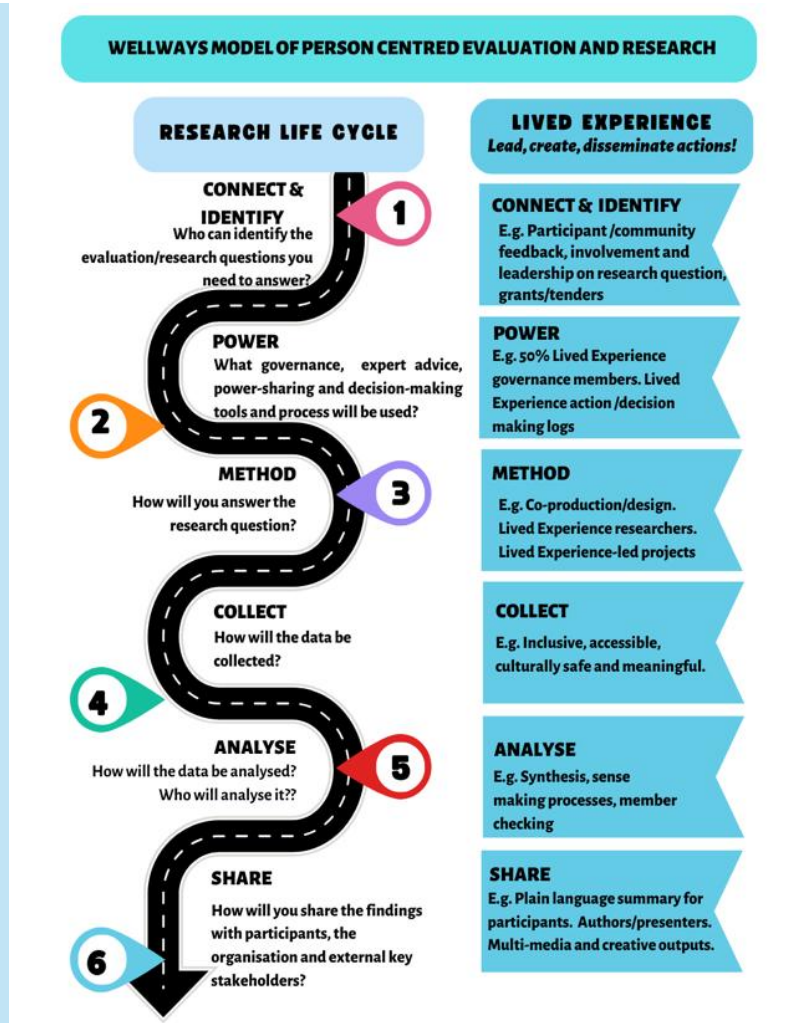 WELLWAYS MODEL OF PERSON CENTRED EVALUATION AND RESEARCH
RESEARCH LIFE CYCLE
CONNECT &
IDENTIFY
Who can identify the
evaluation/research questions you
need to answer?
1
POWER
What governance, expert advice,
power-sharing and decision-making
tools and process will be used?
2
METHOD
How will you answer the
research question?
3
COLLECT
How will the data be
collected?
4
ANALYSE
How will the data be analysed?
Who will analyse it??
5
SHARE
How will you share the findings
with participants, the
organisation and external key
stakeholders?
6
LIVED EXPERIENCE
Lead, create, disseminate actions!
CONNECT & IDENTIFY
E.g. Participant /community
feedback, involvement and
leadership on research question,
grants/tenders
POWER
E.g. 50% Lived Experience
governance members. Lived
Experience action /decision
making logs
METHOD
E.g. Co-production/design.
Lived Experience researchers.
Lived Experience-led projects
COLLECT
E.g. Inclusive, accessible,
culturally safe and meaningful.
ANALYSE
E.g. Synthesis, sense
making processes, member
checking
SHARE
E.g. Plain language summary for
participants. Authors/presenters.
Multi-media and creative outputs.